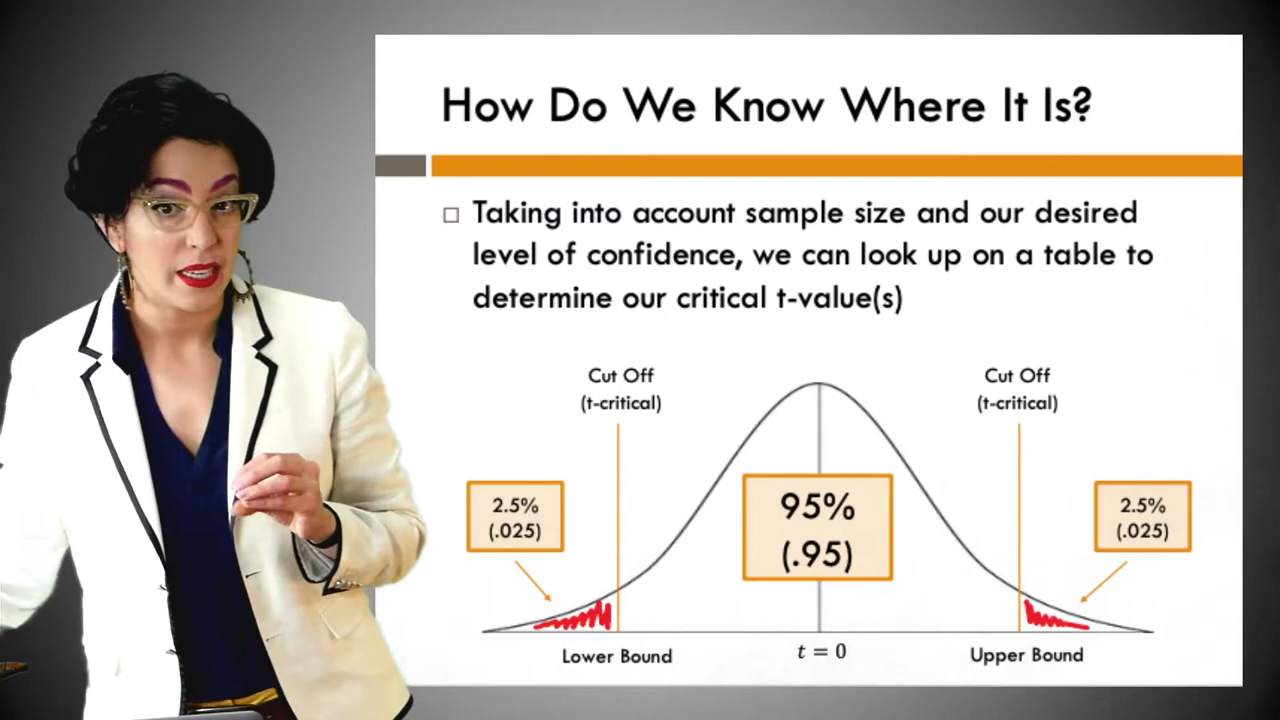 How Do We Know Where It Is?
Taking into account sample size and our desired
level of confidence, we can look up on a table to
determine our critical t-value(s)
Cut Off
(t-critical)
Cut Off
(t-critical)
2.5%
(.025)
95%
(.95)
2.5%
(.025)
Lower Bound
t = 0
Upper Bound